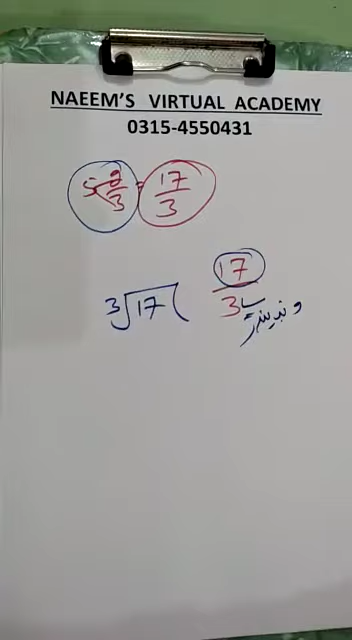 NAEEM'S VIRTUAL ACADEMY
0315-4550431
5 2/3 = 17/3
3)17( 17/3